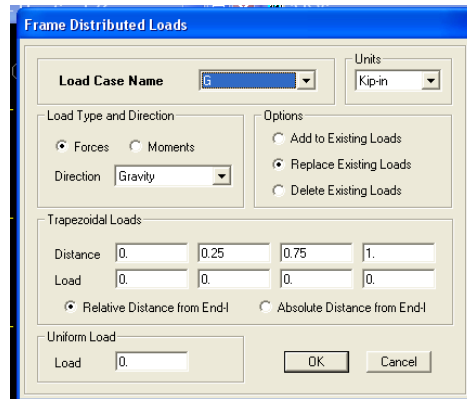 Frame Distributed Loads
Units
Load Case Name G Kip-in
Load Type and Direction Options
Forces Moments Add to Existing Loads
Replace Existing Loads
Direction Gravity
Delete Existing Loads
Trapezoidal Loads
Distance 0. 0.25 0.75 1.
Load 0. 0. 0. 0.
Relative Distance from End-I Absolute Distance from End-I
Uniform Load
Load 0. OK Cancel